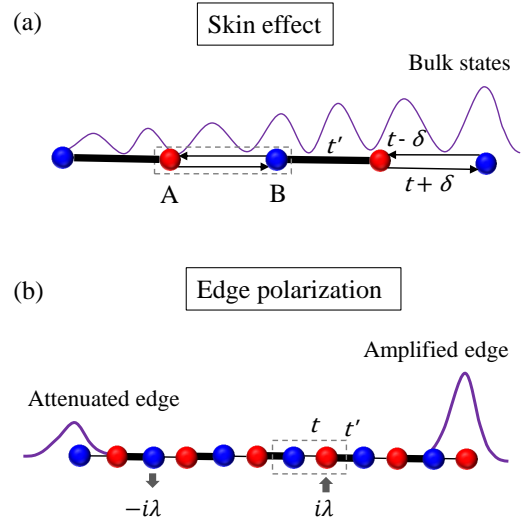 (a)
Skin effect
Bulk states
t′
t - δ
t + δ
A
B
(b)
Edge polarization
Amplified edge
Attenuated edge
t
t′
−iλ
iλ